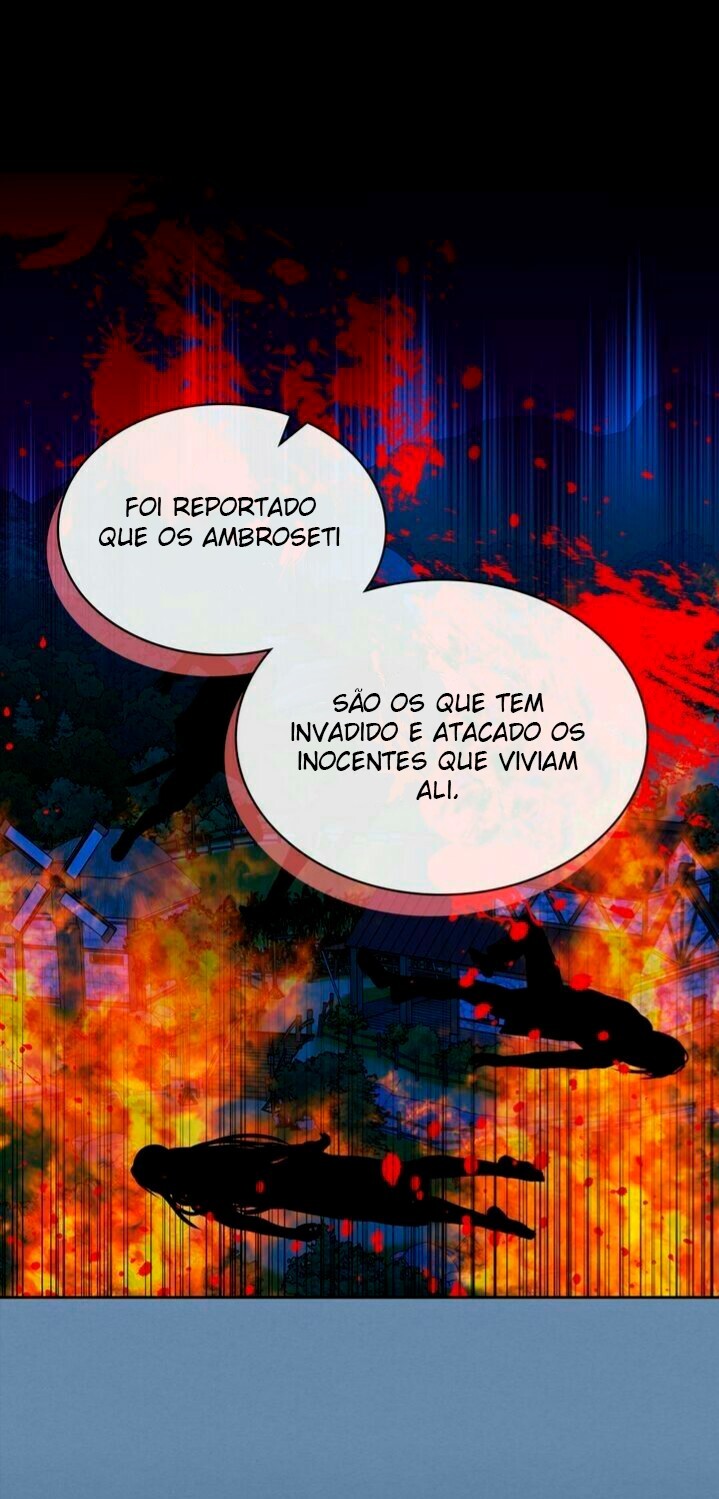 FOI REPORTADO
QUE OS AMBROSETI
SÃO OS QUE TEM
INVADIDO E ATACADO OS
INOCENTES QUE VIVIAM
ALI.